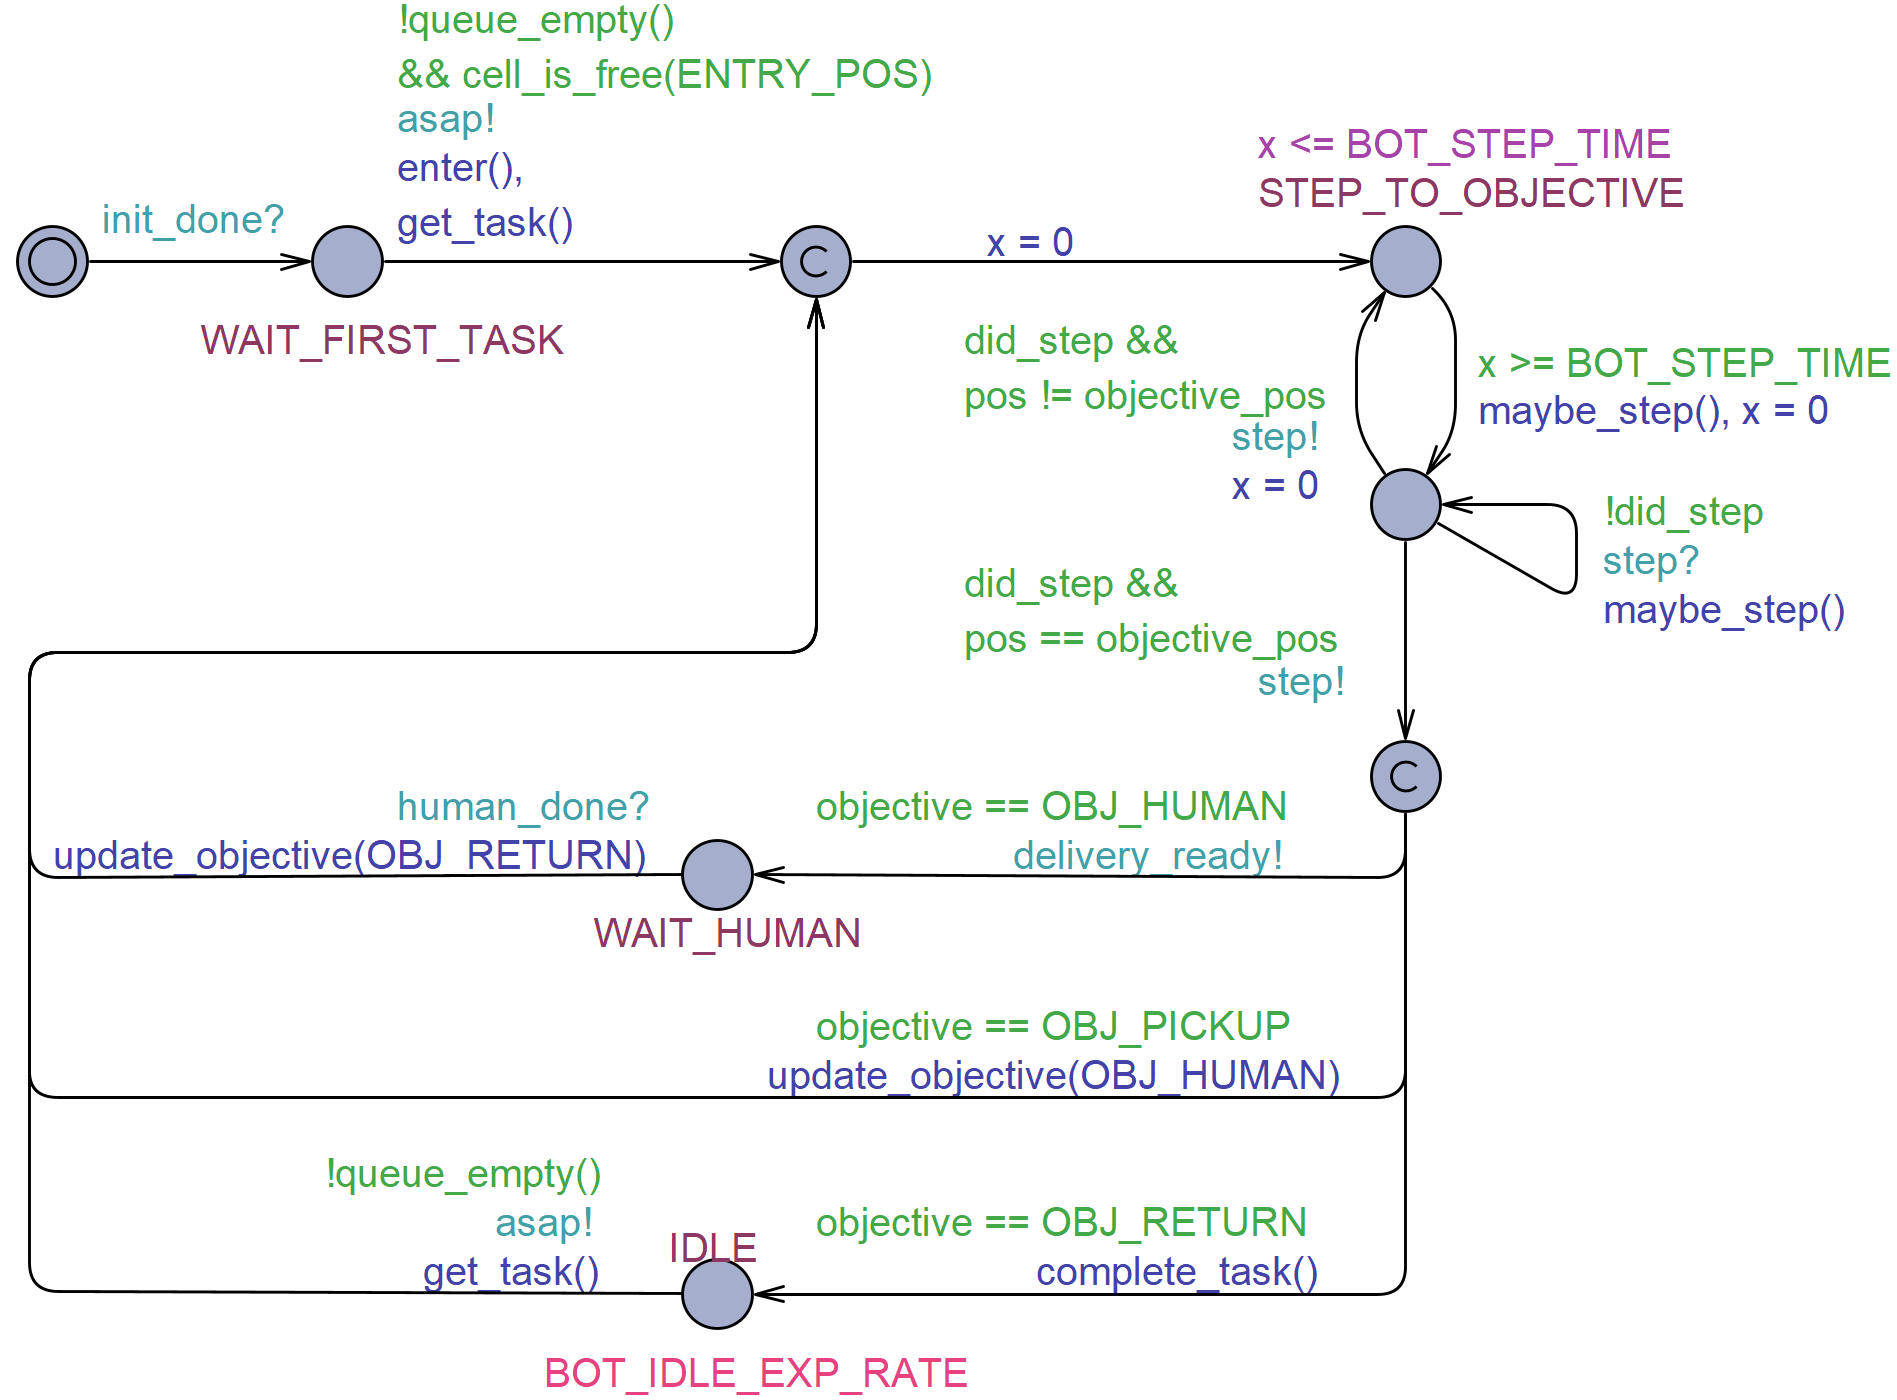 !queue_empty()
&& cell_is_free(ENTRY_POS)
asap!
enter(),
get_task()
init_done?
WAIT_FIRST_TASK
C
x = 0
x <= BOT_STEP_TIME
STEP_TO_OBJECTIVE
did_step &&
pos != objective_pos
step!
x = 0
x >= BOT_STEP_TIME
maybe_step(), x = 0
!did_step
step?
maybe_step()
did_step &&
pos == objective_pos
step!
C
human_done?
update_objective(OBJ_RETURN)
WAIT_HUMAN
objective == OBJ_HUMAN
delivery_ready!
objective == OBJ_PICKUP
update_objective(OBJ_HUMAN)
!queue_empty()
asap!
get_task()
IDLE
objective == OBJ_RETURN
complete_task()
BOT_IDLE_EXP_RATE